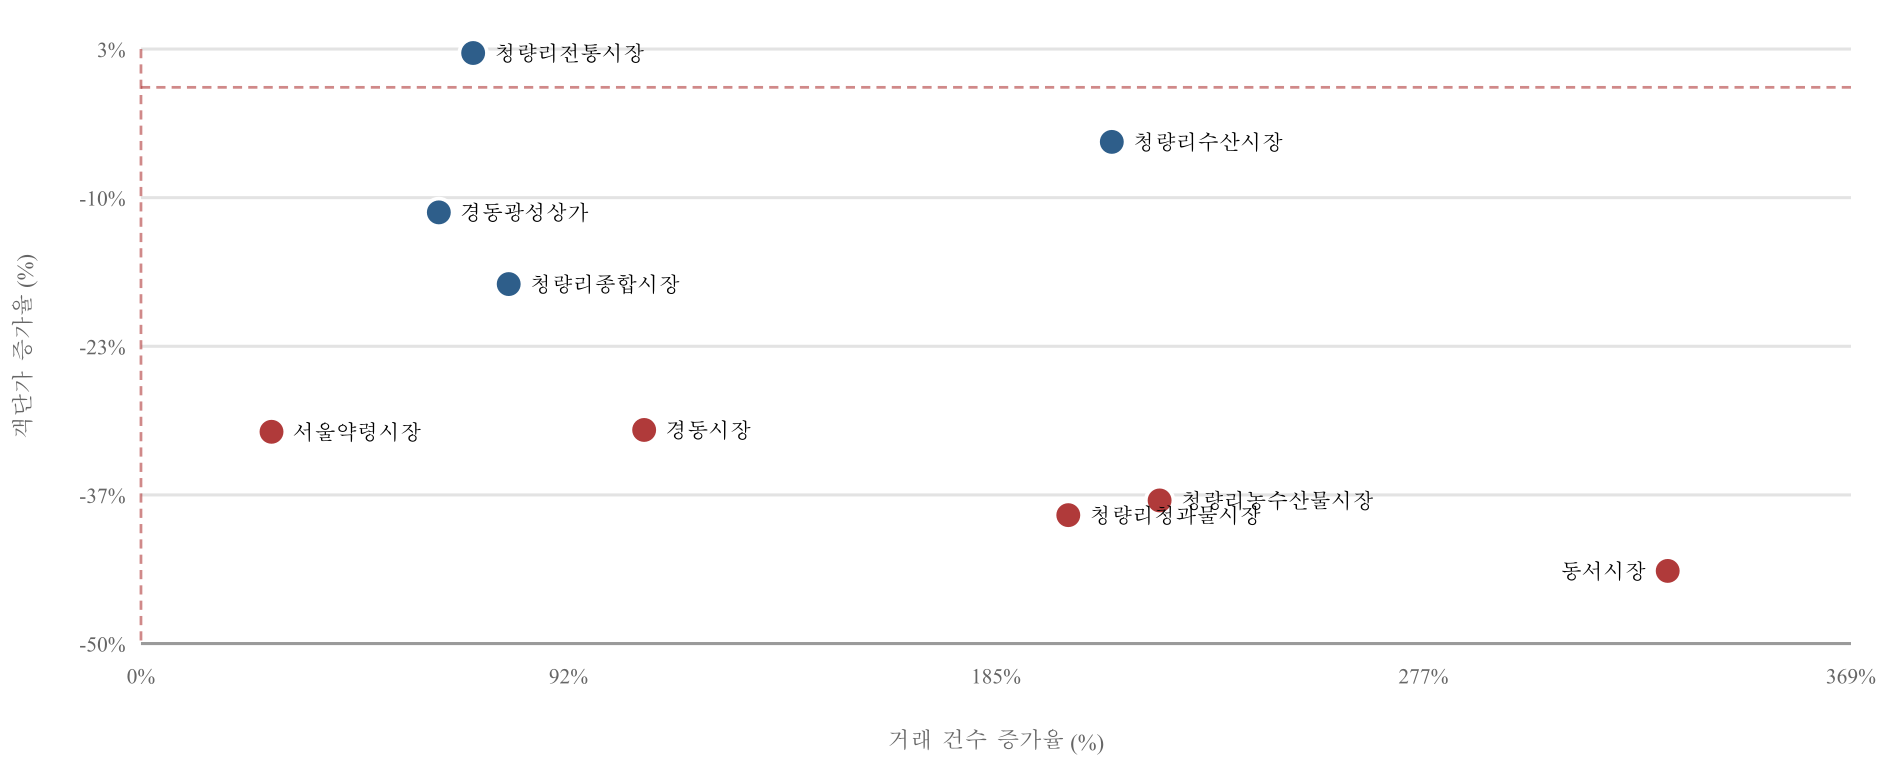 3%
청량리전통시장
청량리수산시장
-10%
경동광성상가
청량리종합시장
객단가 증가율 (%)
-23%
서울약령시장
경동시장
-37%
청량리농수산물시장
청량리청과물시장
동서시장
-50%
0%
92%
185%
277%
369%
거래 건수 증가율 (%)